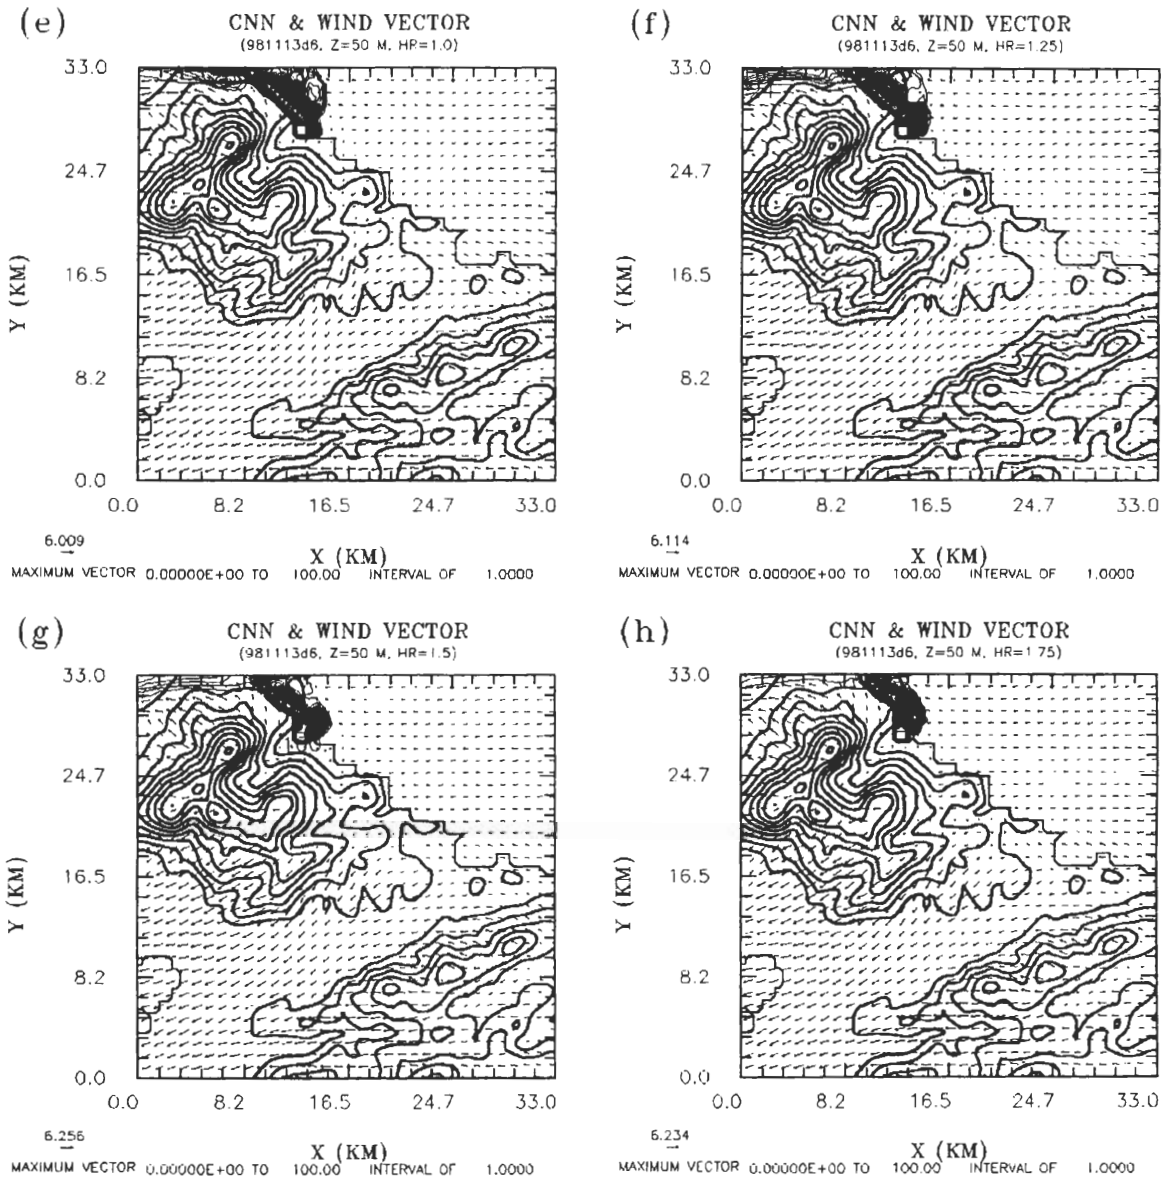 (e) CNN & WIND VECTOR
(981113d6, Z=50 M, HR=1.0)
33.0
24.7
16.5
8.2
0.0
Y (KM)
0.0 8.2 16.5 24.7 33.0
X (KM)
6.009
MAXIMUM VECTOR 0.00000E+00 TO 100.00 INTERVAL OF 1.0000
(f) CNN & WIND VECTOR
(981113d6, Z=50 M, HR=1.25)
33.0
24.7
16.5
8.2
0.0
Y (KM)
0.0 8.2 16.5 24.7 33.0
X (KM)
6.114
MAXIMUM VECTOR 0.00000E+00 TO 100.00 INTERVAL OF 1.0000
(g) CNN & WIND VECTOR
(981113d6, Z=50 M, HR=1.5)
33.0
24.7
16.5
8.2
0.0
Y (KM)
0.0 8.2 16.5 24.7 33.0
X (KM)
6.256
MAXIMUM VECTOR 0.00000E+00 TO 100.00 INTERVAL OF 1.0000
(h) CNN & WIND VECTOR
(981113d6, Z=50 M, HR=1.75)
33.0
24.7
16.5
8.2
0.0
Y (KM)
0.0 8.2 16.5 24.7 33.0
X (KM)
6.234
MAXIMUM VECTOR 0.00000E+00 TO 100.00 INTERVAL OF 1.0000